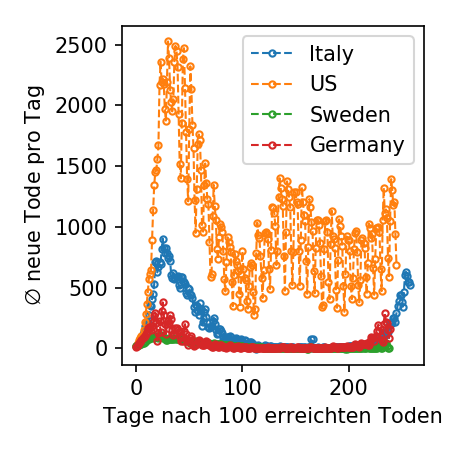 ∅ neue Tode pro Tag
2500
2000
1500
1000
500
0
Italy
US
Sweden
Germany
0 100 200
Tage nach 100 erreichten Toden